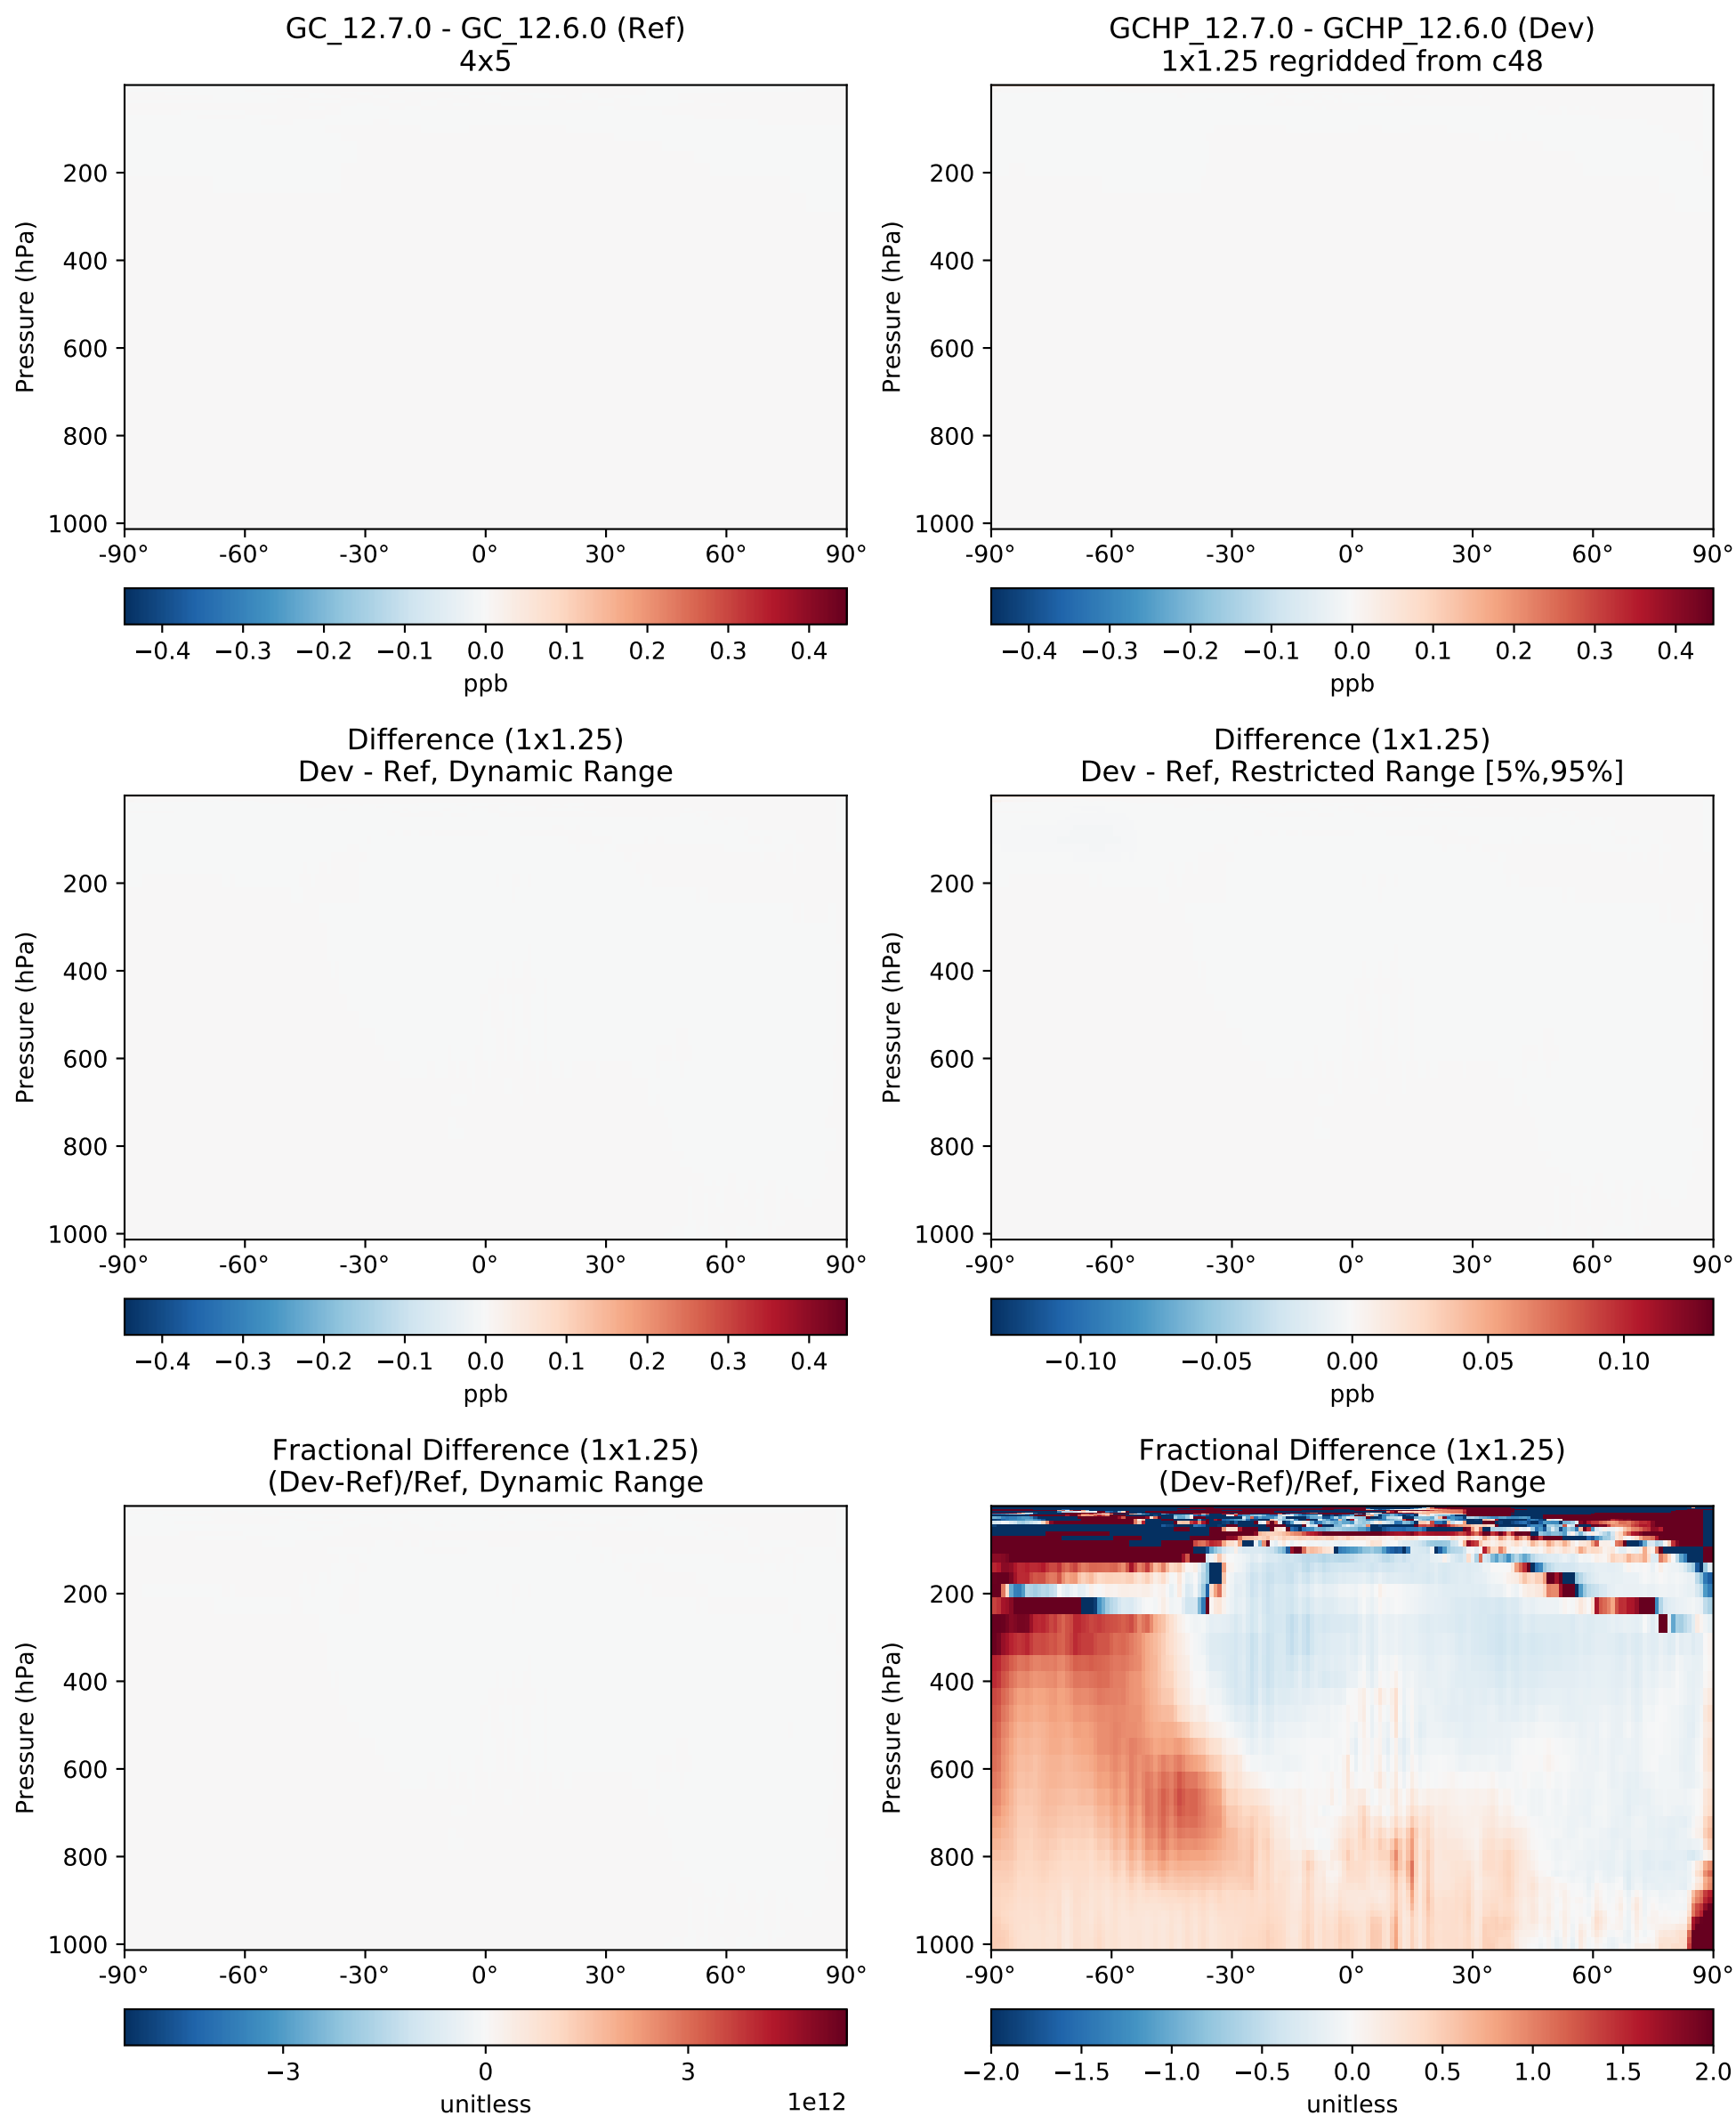 GC_12.7.0 - GC_12.6.0 (Ref)
4x5
Pressure (hPa)
200
400
600
800
1000
-90° -60° -30° 0° 30° 60° 90°
−0.4 −0.3 −0.2 −0.1 0.0 0.1 0.2 0.3 0.4
ppb
GCHP_12.7.0 - GCHP_12.6.0 (Dev)
1x1.25 regridded from c48
Pressure (hPa)
200
400
600
800
1000
-90° -60° -30° 0° 30° 60° 90°
−0.4 −0.3 −0.2 −0.1 0.0 0.1 0.2 0.3 0.4
ppb
Difference (1x1.25)
Dev - Ref, Dynamic Range
Pressure (hPa)
200
400
600
800
1000
-90° -60° -30° 0° 30° 60° 90°
−0.4 −0.3 −0.2 −0.1 0.0 0.1 0.2 0.3 0.4
ppb
Difference (1x1.25)
Dev - Ref, Restricted Range [5%,95%]
Pressure (hPa)
200
400
600
800
1000
-90° -60° -30° 0° 30° 60° 90°
−0.10 −0.05 0.00 0.05 0.10
ppb
Fractional Difference (1x1.25)
(Dev-Ref)/Ref, Dynamic Range
Pressure (hPa)
200
400
600
800
1000
-90° -60° -30° 0° 30° 60° 90°
−3 0 3
unitless 1e12
Fractional Difference (1x1.25)
(Dev-Ref)/Ref, Fixed Range
Pressure (hPa)
200
400
600
800
1000
-90° -60° -30° 0° 30° 60° 90°
−2.0 −1.5 −1.0 −0.5 0.0 0.5 1.0 1.5 2.0
unitless